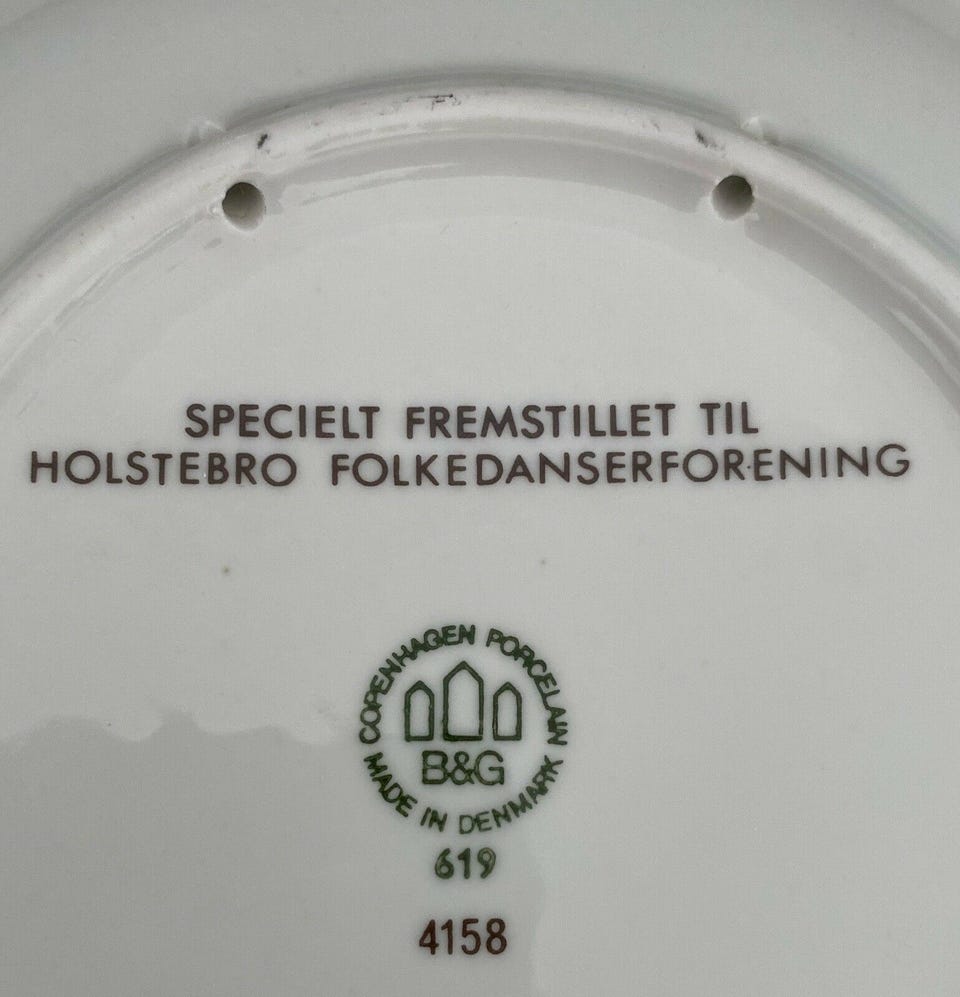 SPECIELT FREMSTILLET TIL
HOLSTEBRO FOLKEDANSERFORENING
COPENHAGEN PORCELAIN
B&G
MADE IN DENMARK
619
4158